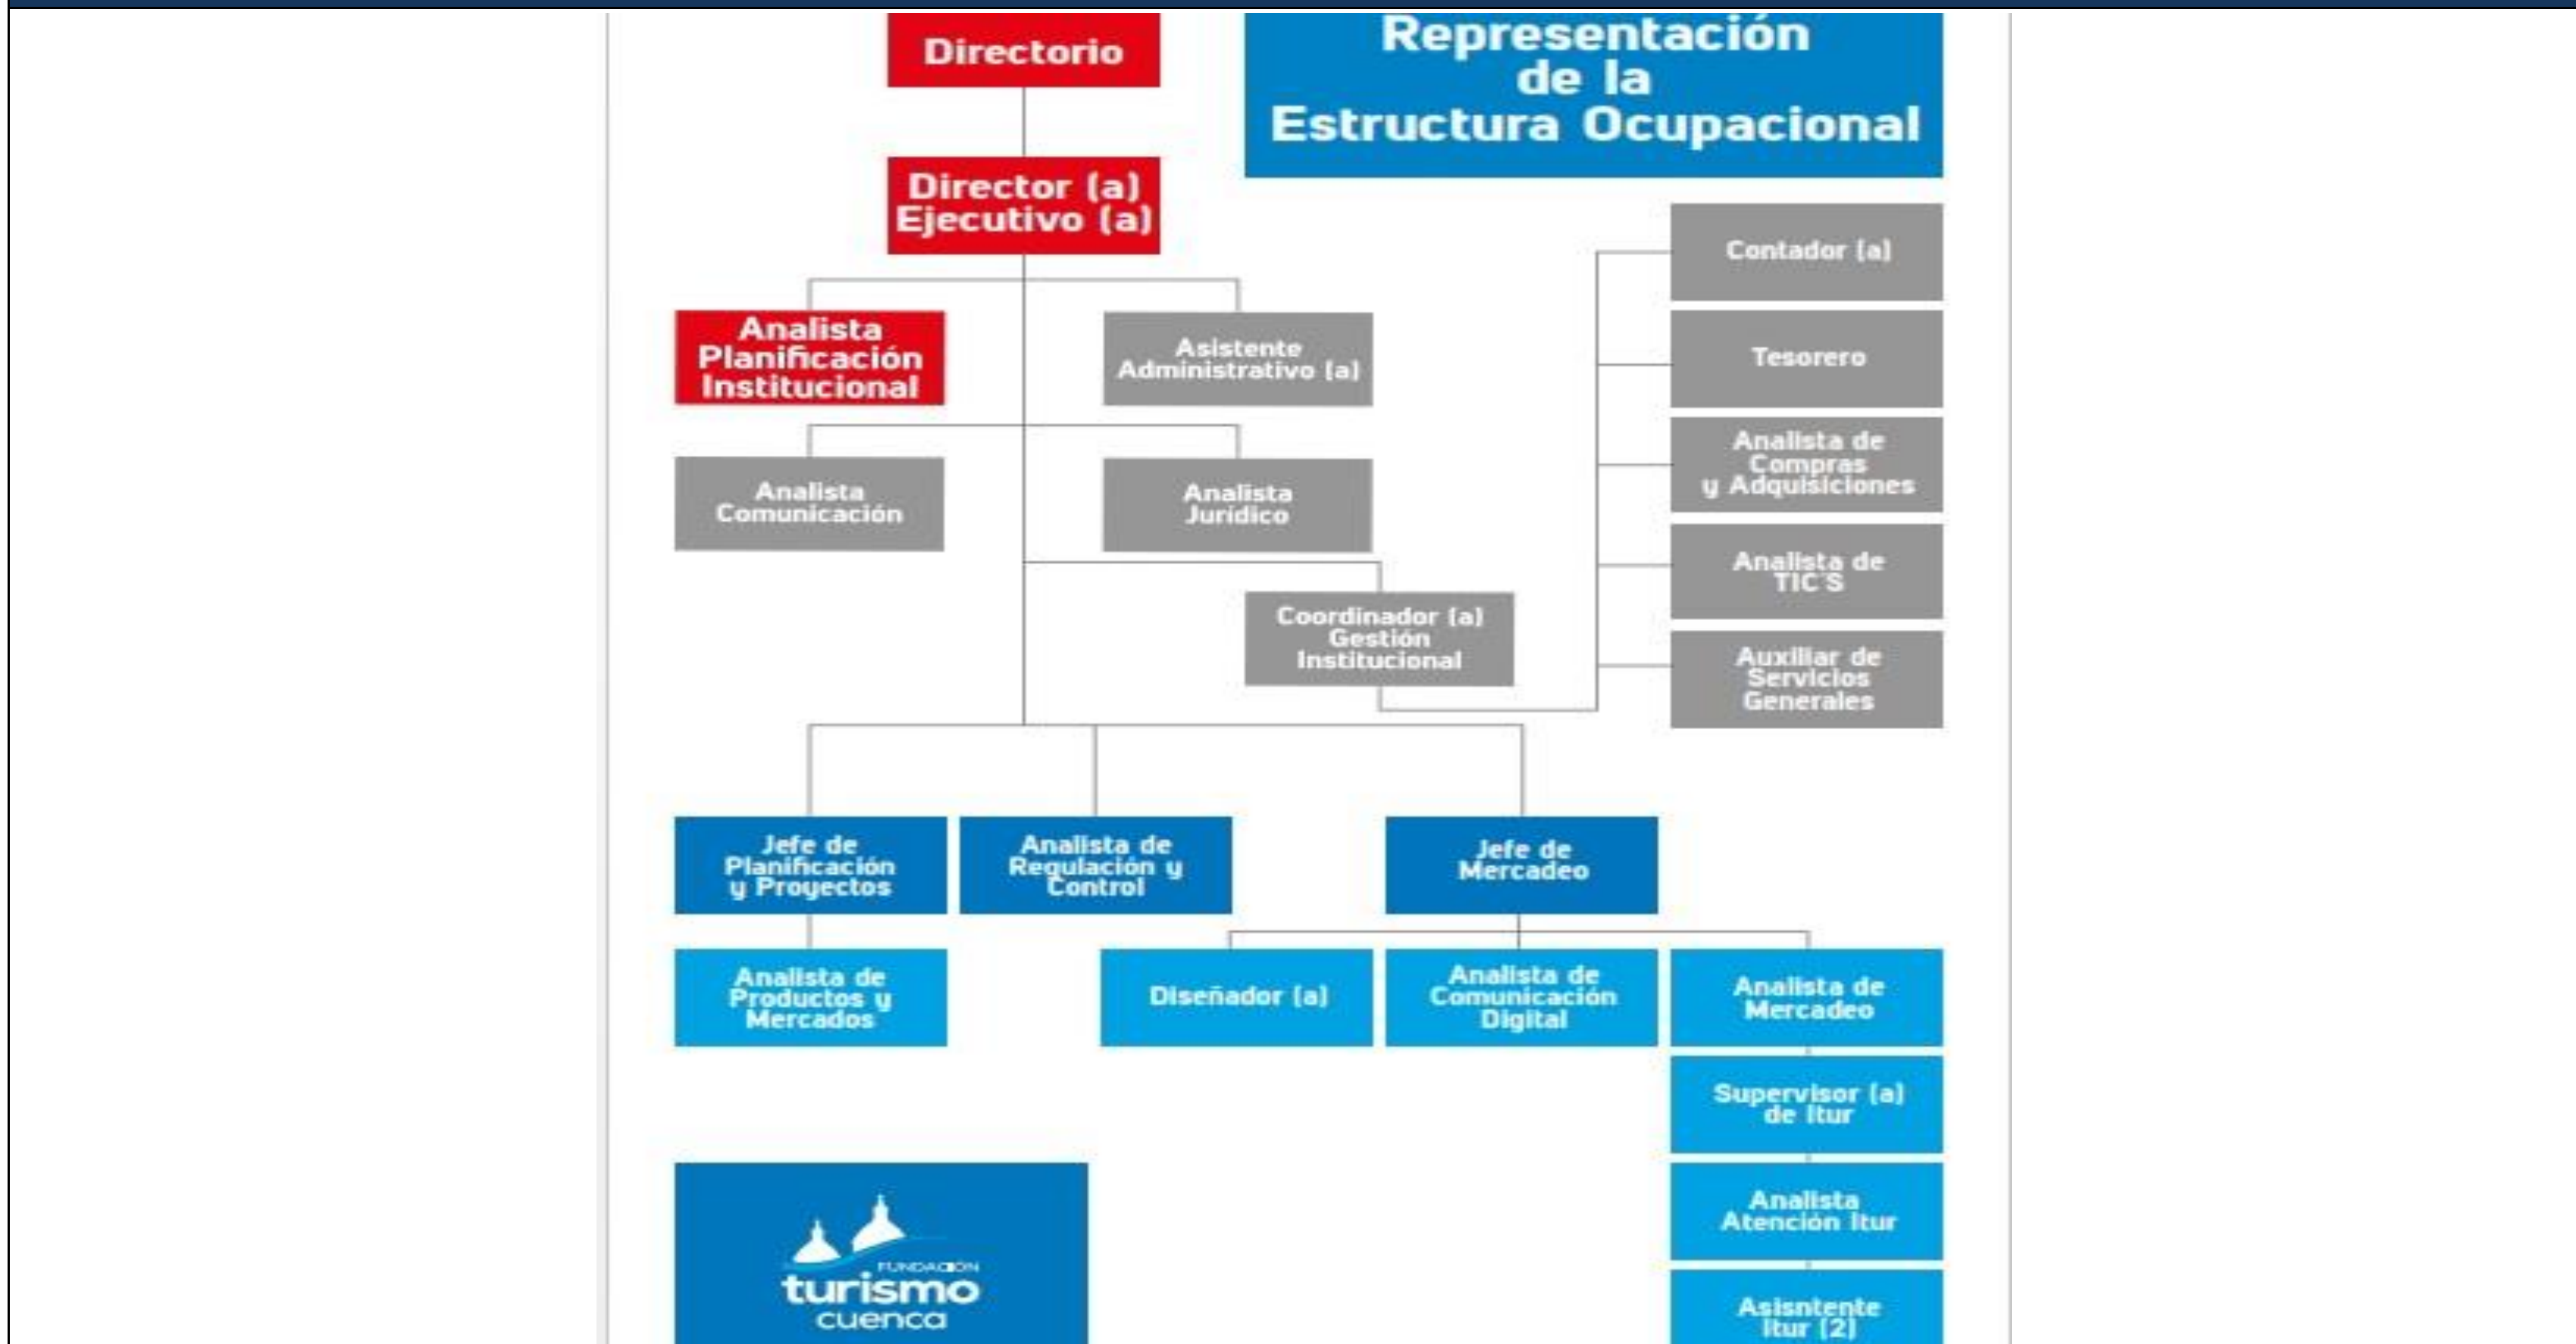 Directorio
Representación
de la
Estructura Ocupacional
Director (a)
Ejecutivo (a)
Contador (a)
Analista
Planificación
Institucional
Asistente
Administrativo (a)
Tesorero
Analista de
Compras
y Adquisiciones
Analista
Comunicación
Analista
Jurídico
Analista de
TIC'S
Coordinador (a)
Gestión
Institucional
Auxiliar de
Servicios
Generales
Jefe de
Planificación
y Proyectos
Analista de
Regulación y
Control
Jefe de
Mercadeo
Analista de
Productos y
Mercados
Diseñador (a)
Analista de
Comunicación
Digital
Analista de
Mercadeo
Supervisor (a)
de Itur
Analista
Atención Itur
Asisntente
Itur (2)
FUNDACIÓN
turismo
cuenca